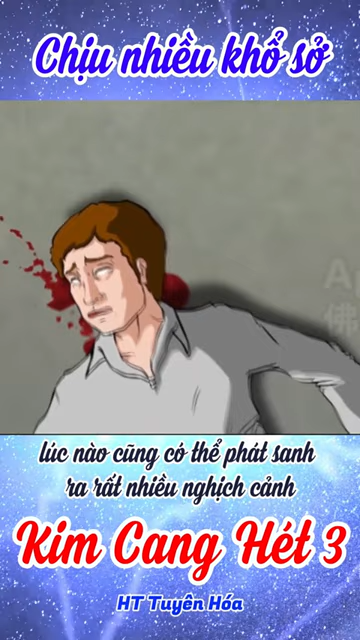 Chịu nhiều khổ sở
A
佛
lúc nào cũng có thể phát sanh
ra rất nhiều nghịch cảnh
Kim Cang Hét 3
HT Tuyên Hóa